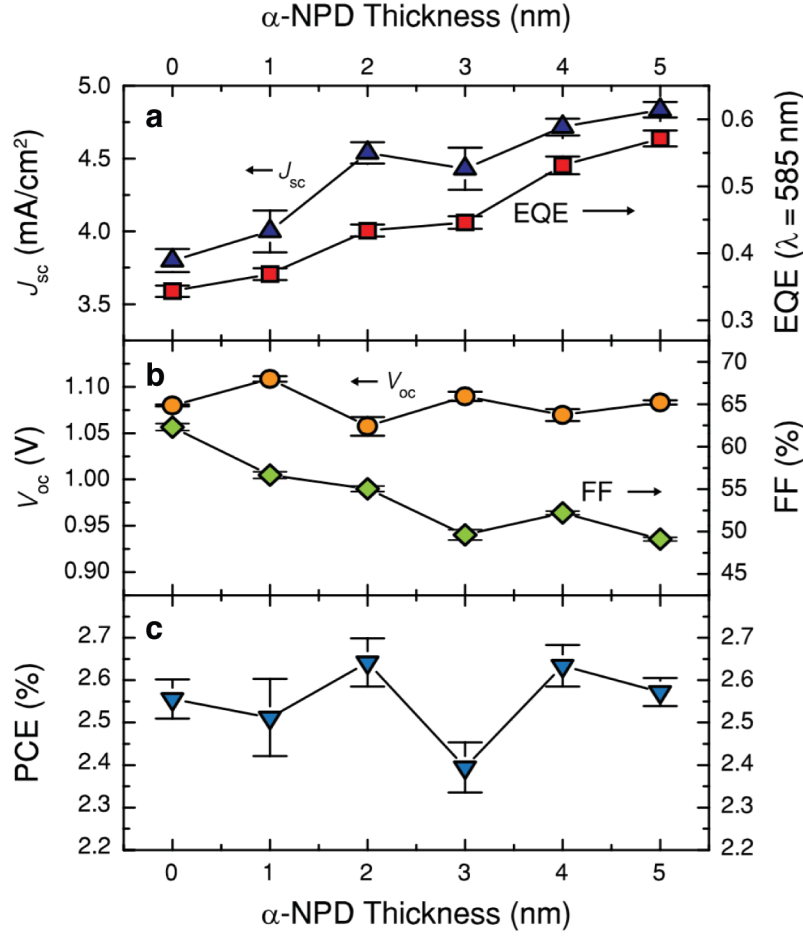 α-NPD Thickness (nm)
0 1 2 3 4 5
a
Jsc (mA/cm²)
5.0
4.5
4.0
3.5
Jsc
EQE
0.6
0.5
0.4
0.3
EQE (λ = 585 nm)
b
Voc (V)
1.10
1.05
1.00
0.95
0.90
Voc
FF
70
65
60
55
50
45
FF (%)
c
PCE (%)
2.7
2.6
2.5
2.4
2.3
2.2
2.7
2.6
2.5
2.4
2.3
2.2
0 1 2 3 4 5
α-NPD Thickness (nm)